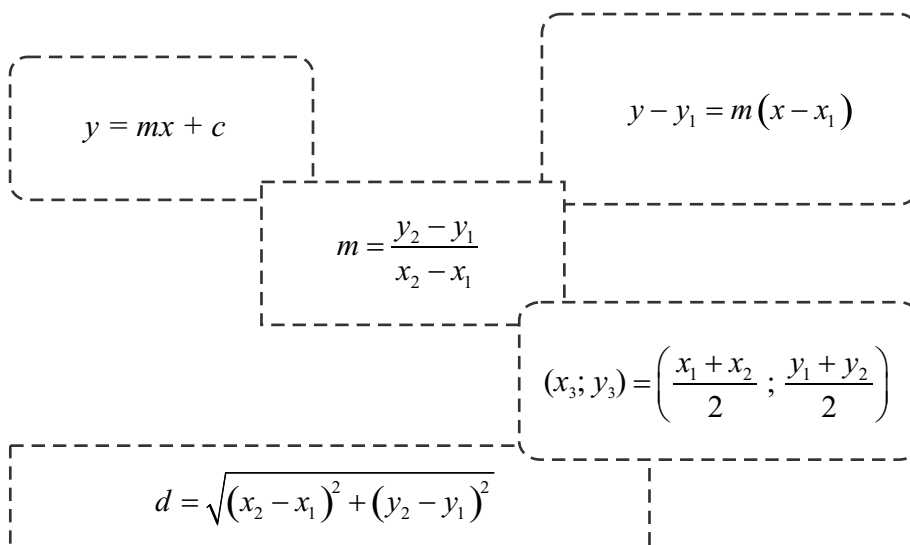 y = mx + c
y − y₁ = m(x − x₁)
m = (y₂ − y₁)/(x₂ − x₁)
(x₃; y₃) = ((x₁ + x₂)/2 ; (y₁ + y₂)/2)
d = √((x₂ − x₁)² + (y₂ − y₁)²)